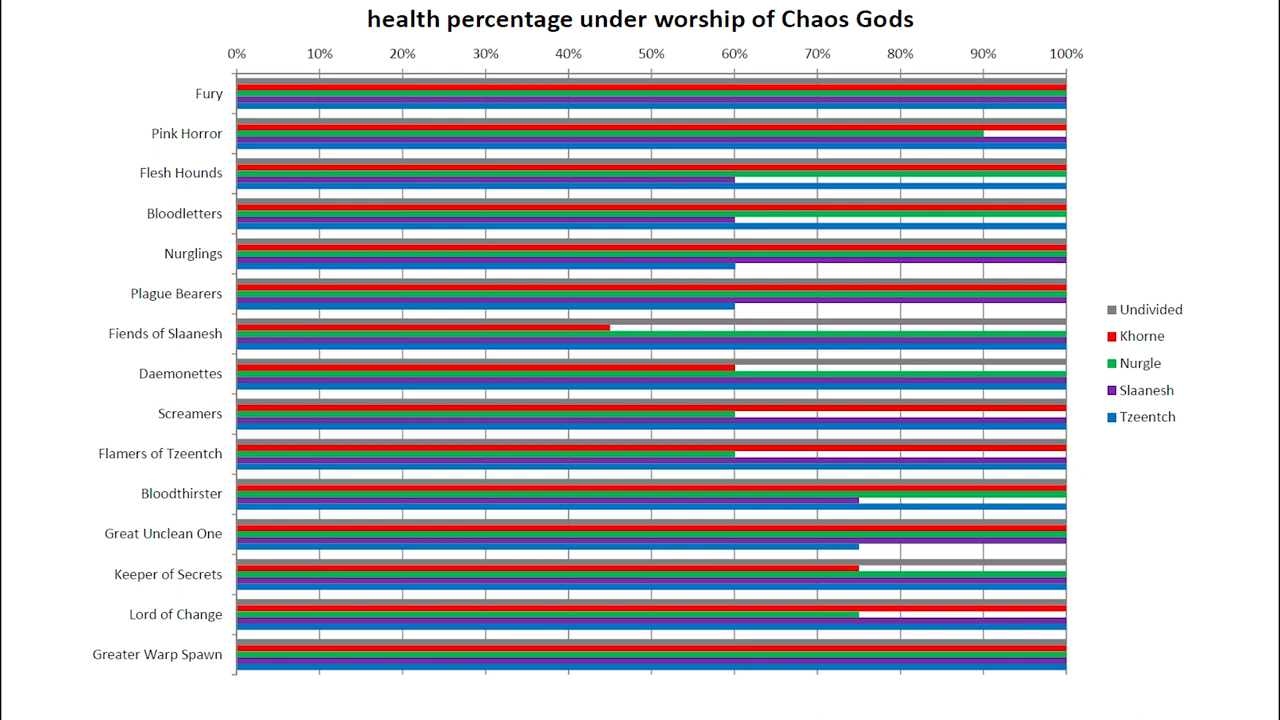 health percentage under worship of Chaos Gods
0% 10% 20% 30% 40% 50% 60% 70% 80% 90% 100%
Fury
Pink Horror
Flesh Hounds
Bloodletters
Nurglings
Plague Bearers
Fiends of Slaanesh
Daemonettes
Screamers
Flamers of Tzeentch
Bloodthirster
Great Unclean One
Keeper of Secrets
Lord of Change
Greater Warp Spawn
Undivided
Khorne
Nurgle
Slaanesh
Tzeentch